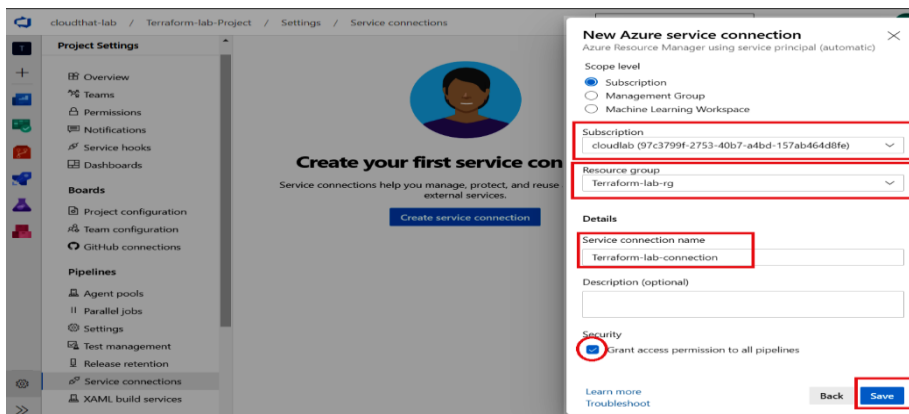 cloudthat-lab / Terraform-lab-Project / Settings / Service connections
T
Project Settings
Overview
Teams
Permissions
Notifications
Service hooks
Dashboards
Boards
Project configuration
Team configuration
GitHub connections
Pipelines
Agent pools
Parallel jobs
Settings
Test management
Release retention
Service connections
XAML build services
Create your first service con
Service connections help you manage, protect, and reuse
external services.
Create service connection
New Azure service connection
Azure Resource Manager using service principal (automatic)
Scope level
Subscription
Management Group
Machine Learning Workspace
Subscription
cloudlab (97c3799f-2753-40b7-a4bd-157ab464d8fe)
Resource group
Terraform-lab-rg
Details
Service connection name
Terraform-lab-connection
Description (optional)
Security
Grant access permission to all pipelines
Learn more
Troubleshoot
Back
Save